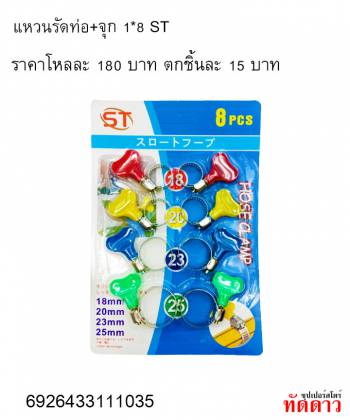 แหวนรัดท่อ+จุก 1*8 ST
ราคาโหลละ 180 บาท ตกชิ้นละ 15 บาท
ST
8 PCS
スロートフープ
18
20
23
25
HOSE CLAMP
18mm
20mm
23mm
25mm
6926433111035
ซุปเปอร์สโตร์
ทัดดาว